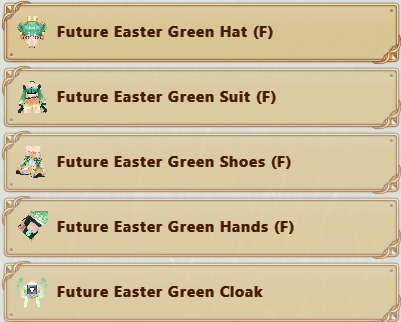 Future Easter Green Hat (F)
Future Easter Green Suit (F)
Future Easter Green Shoes (F)
Future Easter Green Hands (F)
Future Easter Green Cloak